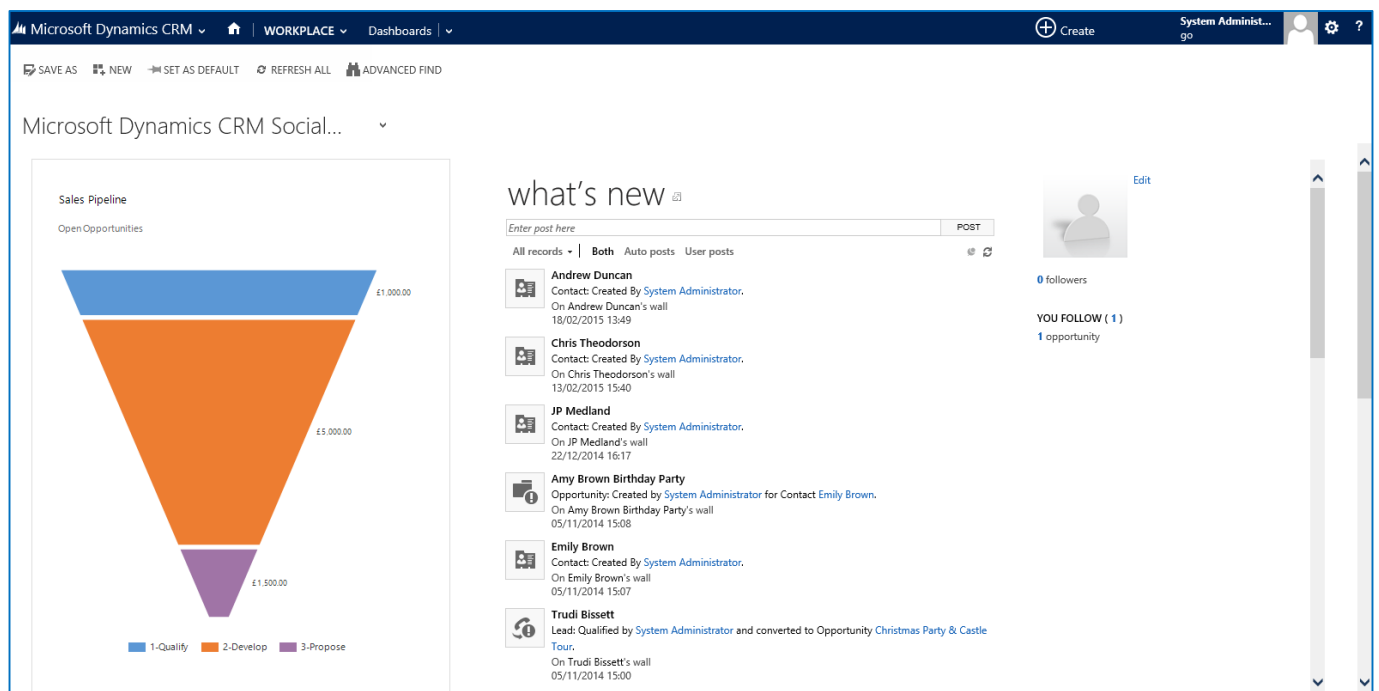 Microsoft Dynamics CRM WORKPLACE Dashboards Create System Administ... ?
go
SAVE AS NEW SET AS DEFAULT REFRESH ALL ADVANCED FIND
Microsoft Dynamics CRM Social...
Sales Pipeline
Open Opportunities
£1,000.00
£5,000.00
£1,500.00
1-Qualify 2-Develop 3-Propose
what's new
Enter post here POST
All records Both Auto posts User posts
Andrew Duncan
Contact: Created By System Administrator.
On Andrew Duncan's wall
18/02/2015 13:49
Chris Theodorson
Contact: Created By System Administrator.
On Chris Theodorson's wall
13/02/2015 15:40
JP Medland
Contact: Created By System Administrator.
On JP Medland's wall
22/12/2014 16:17
Amy Brown Birthday Party
Opportunity: Created by System Administrator for Contact Emily Brown.
On Amy Brown Birthday Party's wall
05/11/2014 15:08
Emily Brown
Contact: Created By System Administrator.
On Emily Brown's wall
05/11/2014 15:07
Trudi Bissett
Lead: Qualified by System Administrator and converted to Opportunity Christmas Party & Castle
Tour.
On Trudi Bissett's wall
05/11/2014 15:00
Edit
0 followers
YOU FOLLOW ( 1 )
1 opportunity